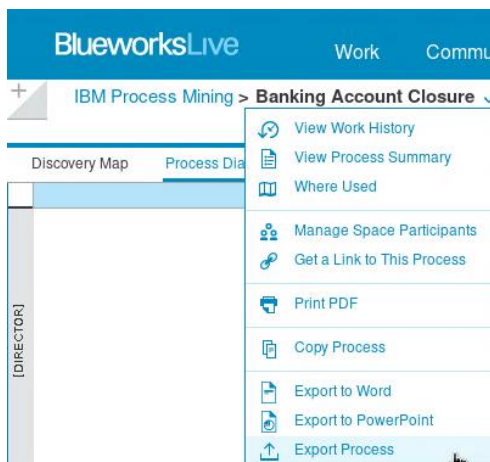 BlueworksLive
Work
Commu
IBM Process Mining > Banking Account Closure
View Work History
Discovery Map
Process Dia
View Process Summary
Where Used
Manage Space Participants
Get a Link to This Process
Print PDF
[DIRECTOR]
Copy Process
Export to Word
Export to PowerPoint
Export Process